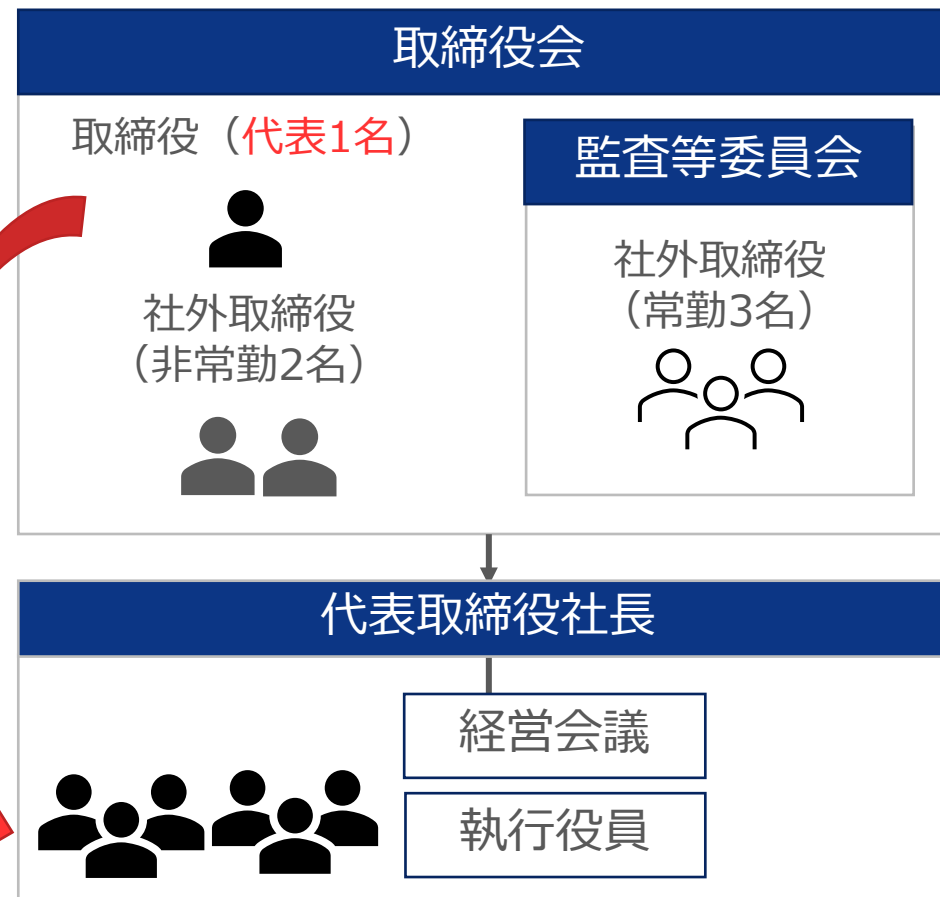 取締役会
取締役（代表1名）
社外取締役
（非常勤2名）
監査等委員会
社外取締役
（常勤3名）
代表取締役社長
経営会議
執行役員